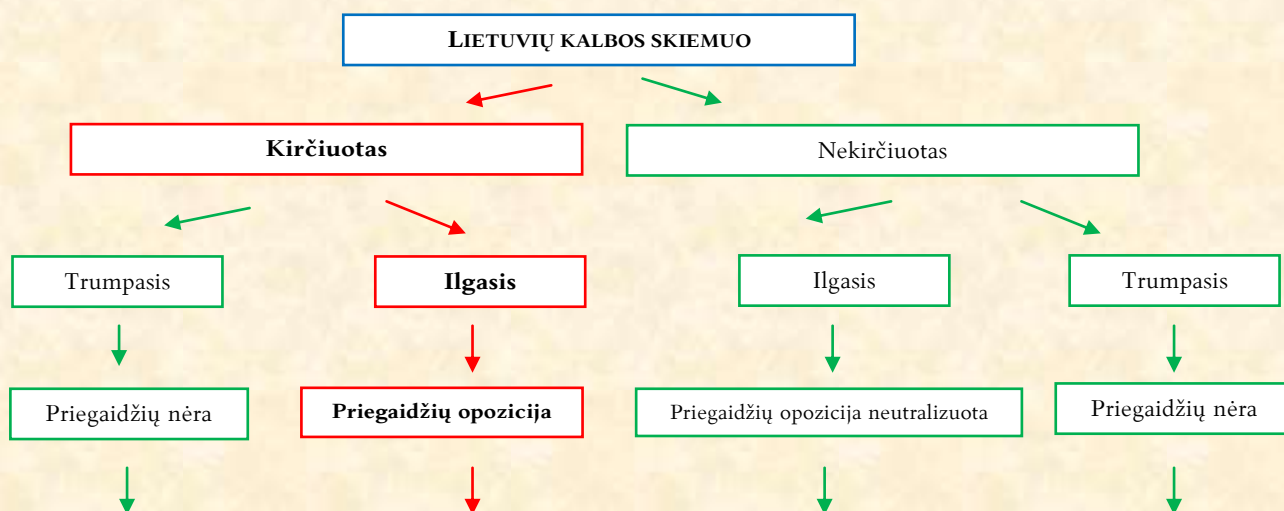 LIETUVIŲ KALBOS SKIEMUO
Kirčiuotas
Nekirčiuotas
Trumpasis
Ilgasis
Ilgasis
Trumpasis
Priegaidžių nėra
Priegaidžių opozicija
Priegaidžių opozicija neutralizuota
Priegaidžių nėra